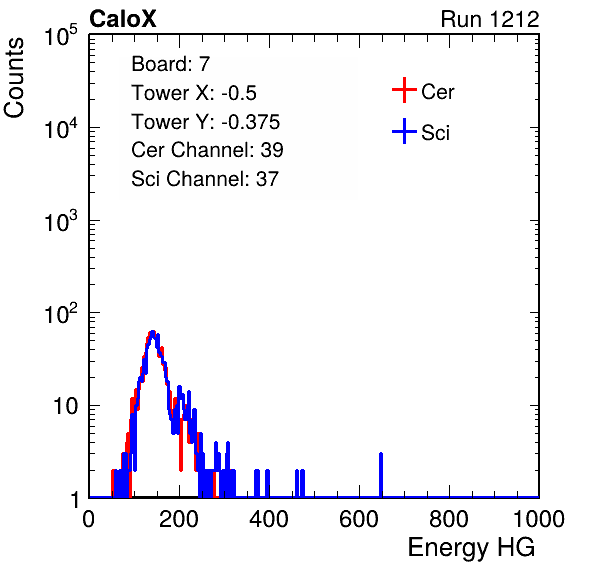 CaloX Run 1212
Counts
10^5
10^4
10^3
10^2
10
1
Board: 7
Tower X: -0.5
Tower Y: -0.375
Cer Channel: 39
Sci Channel: 37
Cer
Sci
0 200 400 600 800 1000
Energy HG